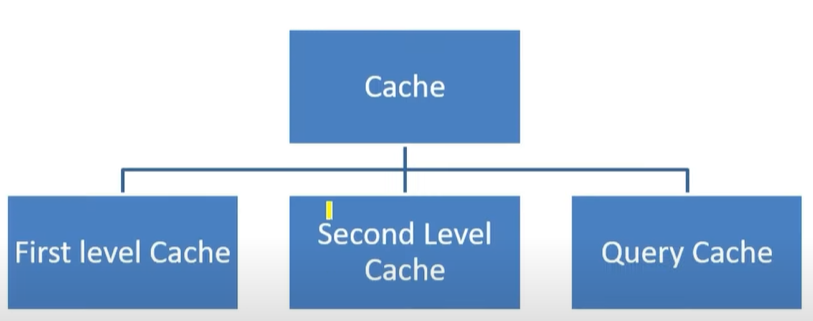 Cache
First level Cache
Second Level
Cache
Query Cache